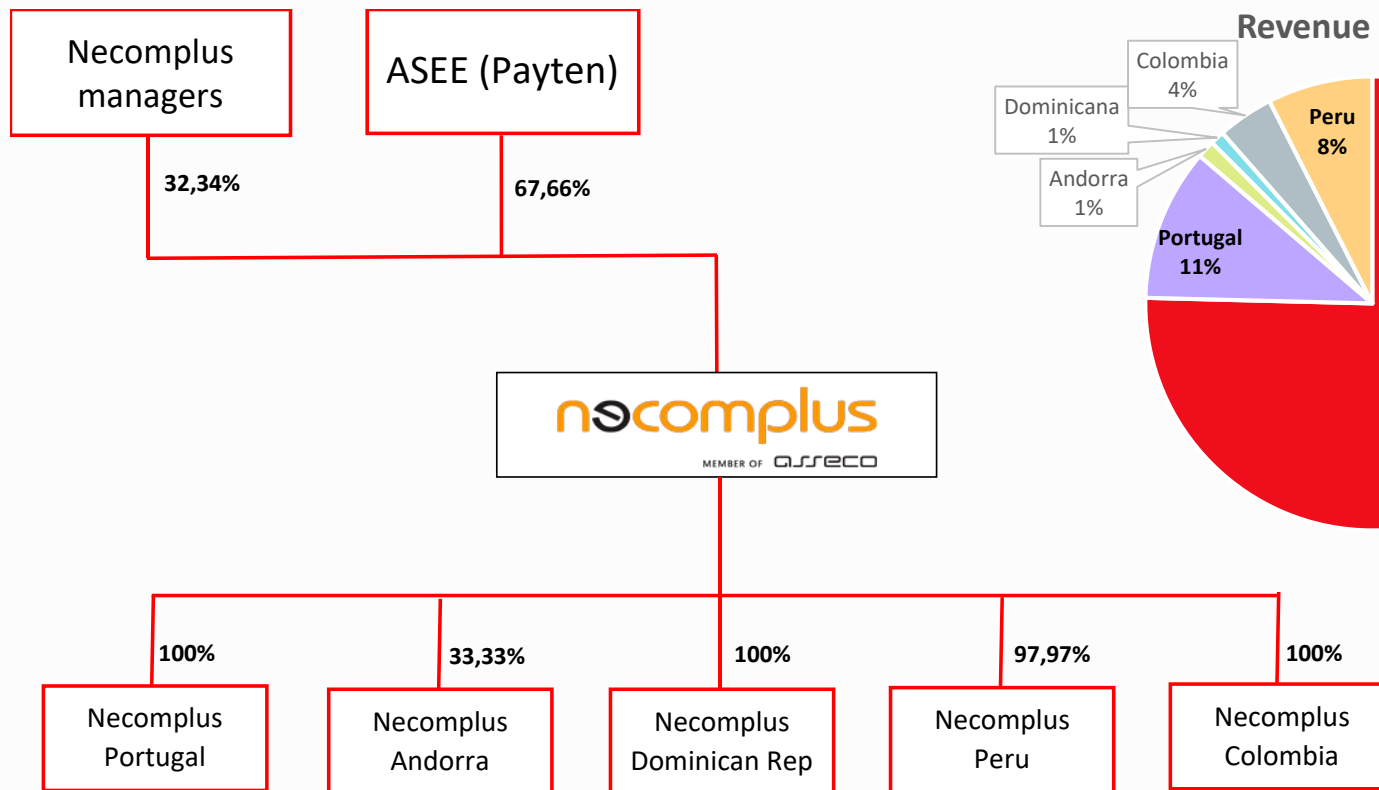 Necomplus
managers
ASEE (Payten)
32,34%
67,66%
necomplus
MEMBER OF asseco
100%
33,33%
100%
97,97%
100%
Necomplus
Portugal
Necomplus
Andorra
Necomplus
Dominican Rep
Necomplus
Peru
Necomplus
Colombia
Revenue
Colombia
4%
Dominicana
1%
Andorra
1%
Peru
8%
Portugal
11%